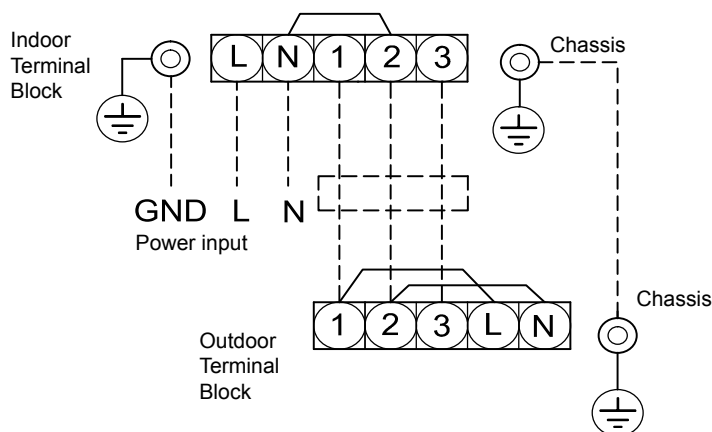 Indoor
Terminal
Block
L N 1 2 3
Chassis
GND L N
Power input
Chassis
1 2 3 L N
Outdoor
Terminal
Block